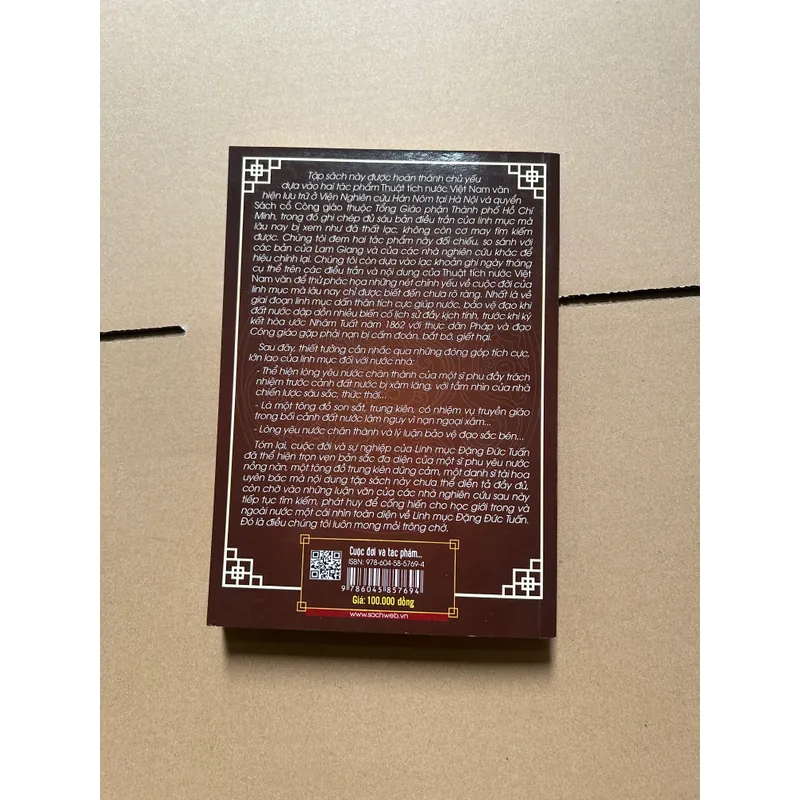 Tập sách này được hoàn thành chủ yếu
dựa vào hai tác phẩm Thuật tích nước Việt Nam văn
hiện lưu trữ ở Viện Nghiên cứu Hán Nôm tại Hà Nội và quyển
Sách cổ Công giáo thuộc Tổng Giáo phận Thành phố Hồ Chí
Minh, trong đó ghi chép đủ sáu bản điều trần của linh mục mà
lâu nay bị xem như đã thất lạc, không còn cơ may tìm kiếm
được. Chúng tôi đem hai tác phẩm này đối chiếu, so sánh với
các bản của Lam Giang và của các nhà nghiên cứu khác để
hiệu chỉnh lại. Chúng tôi còn dựa vào lạc khoản ghi ngày tháng
cụ thể trên các điều trần và nội dung của Thuật tích nước Việt
Nam văn để thử phác họa những nét chính yếu về cuộc đời của
linh mục mà lâu nay chỉ được biết đến chưa rõ ràng. Nhất là về
giai đoạn linh mục dấn thân tích cực giúp nước, bảo vệ đạo khi
đất nước dập dồn nhiều biến cố lịch sử đầy kịch tính, trước khi ký
kết hòa ước Nhâm Tuất năm 1862 với thực dân Pháp và đạo
Công giáo gặp phải nạn bị cấm đoán, bắt bớ, giết hại.
Sau đây, thiết tưởng cần nhắc qua những đóng góp tích cực,
lớn lao của linh mục đối với nước nhà:
- Thể hiện lòng yêu nước chân thành của một sĩ phu đầy trách
nhiệm trước cảnh đất nước bị xâm lăng, với tầm nhìn của nhà
chiến lược sâu sắc, thức thời...
- Là một tông đồ son sắt, trung kiên, có nhiệm vụ truyền giáo
trong bối cảnh đất nước lâm nguy vì nạn ngoại xâm...
- Lòng yêu nước chân thành và lý luận bảo vệ đạo sắc bén...
Tóm lại, cuộc đời và sự nghiệp của Linh mục Đặng Đức Tuấn
đã thể hiện trọn vẹn bản sắc đa diện của một sĩ phu yêu nước
nồng nàn, một tông đồ trung kiên dũng cảm, một danh sĩ tài hoa
uyên bác mà nội dung tập sách này chưa thể diễn tả đầy đủ,
còn chờ vào những luận văn của các nhà nghiên cứu sau này
tiếp tục tìm kiếm, phát huy để cống hiến cho học giới trong và
ngoài nước một cái nhìn toàn diện về Linh mục Đặng Đức Tuấn.
Đó là điều chúng tôi luôn mong mỏi trông chờ.
Cuộc đời và tác phẩm...
ISBN: 978-604-58-5769-4
9 786045 857694
Giá: 100.000 đồng
www.sachweb.vn